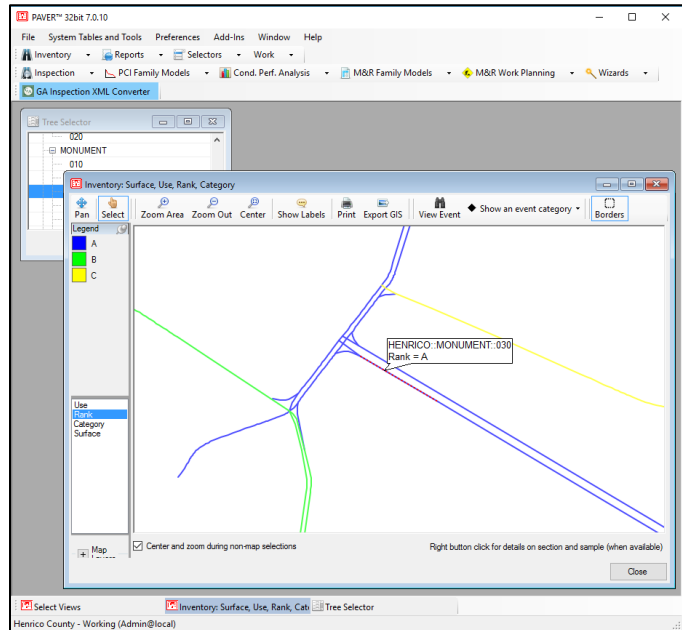 PAVER™ 32bit 7.0.10
File System Tables and Tools Preferences Add-Ins Window Help
Inventory Reports Selectors Work
Inspection PCI Family Models Cond. Perf. Analysis M&R Family Models M&R Work Planning Wizards
GA Inspection XML Converter
Tree Selector
020
MONUMENT
010
Inventory: Surface, Use, Rank, Category
Pan Select Zoom Area Zoom Out Center Show Labels Print Export GIS View Event Show an event category Borders
Legend
A
B
C
HENRICO::MONUMENT::030
Rank = A
Use
Rank
Category
Surface
Map
Center and zoom during non-map selections Right button click for details on section and sample (when available)
Close
Select Views Inventory: Surface, Use, Rank, Cat Tree Selector
Henrico County - Working (Admin@local)